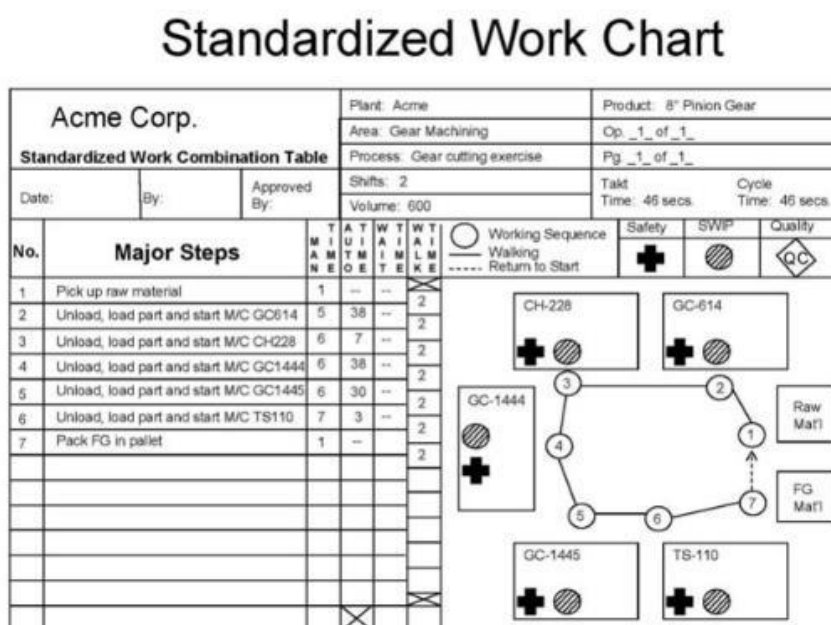 Standardized Work Chart
Acme Corp.
Standardized Work Combination Table
Plant: Acme
Product: 8" Pinion Gear
Area: Gear Machining
Op. _1_ of _1_
Process: Gear cutting exercise
Pg. _1_ of _1_
Date:
By:
Approved By:
Shifts: 2
Volume: 600
Takt Time: 46 secs.
Cycle Time: 46 secs.
No.
Major Steps
MAN TIME
AUTO TIME
WAIT TIME
WALK TIME
Working Sequence
Walking
Return to Start
Safety
SWIP
Quality
QC
1 Pick up raw material 1 -- --
2
2 Unload, load part and start M/C GC614 5 38 --
2
3 Unload, load part and start M/C CH228 6 7 --
2
4 Unload, load part and start M/C GC1444 6 38 --
2
5 Unload, load part and start M/C GC1445 6 30 --
2
6 Unload, load part and start M/C TS110 7 3 --
2
7 Pack FG in pallet 1 --
2
CH-228
GC-614
GC-1444
Raw Mat'l
FG Mat'l
GC-1445
TS-110
3
2
1
4
5
6
7